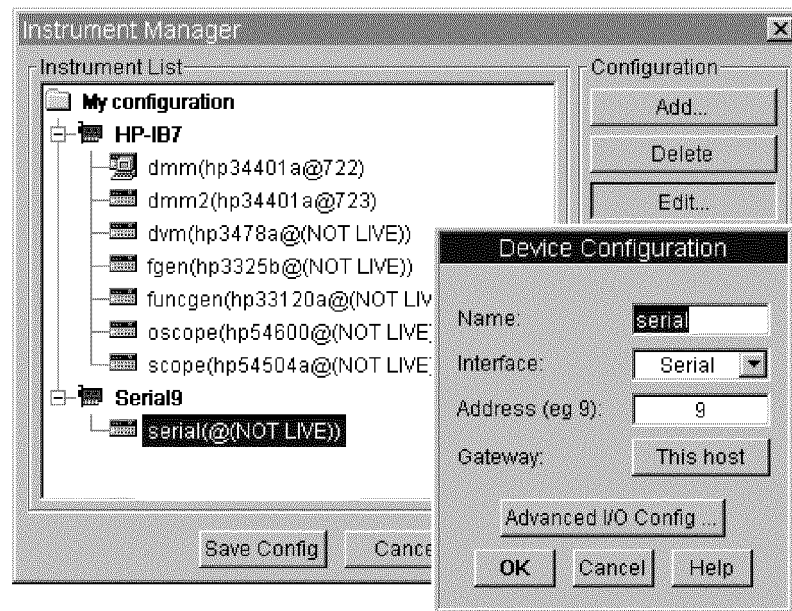 Instrument Manager
Instrument List
My configuration
HP-IB7
dmm(hp34401a@722)
dmm2(hp34401a@723)
dvm(hp3478a@(NOT LIVE))
fgen(hp3325b@(NOT LIVE))
funcgen(hp33120a@(NOT LIV
oscope(hp54600@(NOT LIVE
scope(hp54504a@(NOT LIVE
Serial9
serial(@(NOT LIVE))
Save Config
Cance
Configuration
Add...
Delete
Edit...
Device Configuration
Name: serial
Interface: Serial
Address (eg 9): 9
Gateway: This host
Advanced I/O Config ...
OK Cancel Help